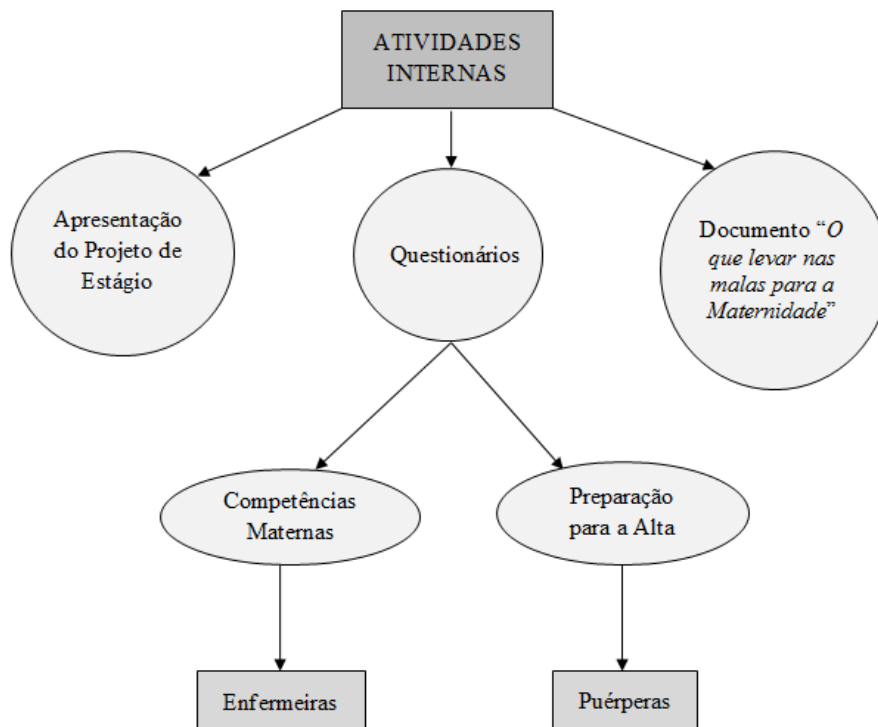 ATIVIDADES
INTERNAS
Apresentação
do Projeto de
Estágio
Questionários
Documento “O
que levar nas
malas para a
Maternidade”
Competências
Maternas
Preparação
para a Alta
Enfermeiras
Puérperas